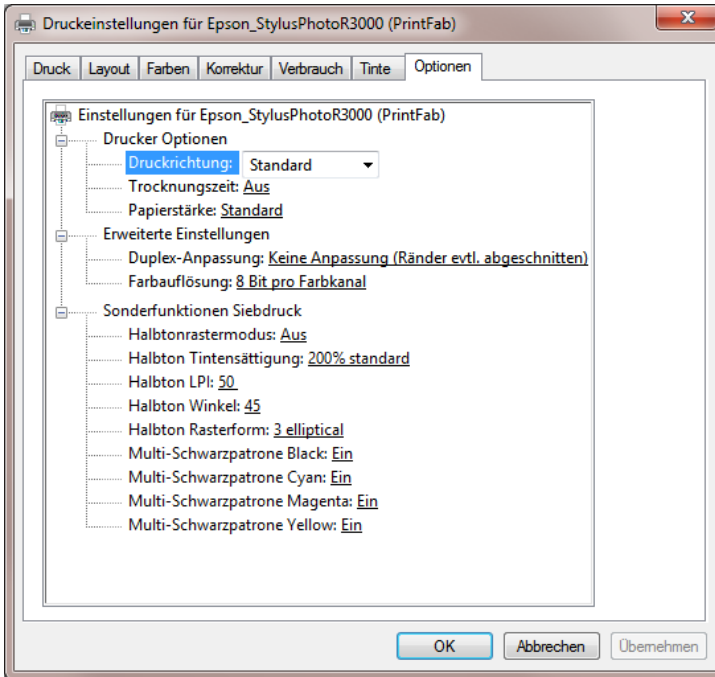 Druckeinstellungen für Epson_StylusPhotoR3000 (PrintFab)
Druck Layout Farben Korrektur Verbrauch Tinte Optionen
Einstellungen für Epson_StylusPhotoR3000 (PrintFab)
Drucker Optionen
Druckrichtung: Standard
Trocknungszeit: Aus
Papierstärke: Standard
Erweiterte Einstellungen
Duplex-Anpassung: Keine Anpassung (Ränder evtl. abgeschnitten)
Farbauflösung: 8 Bit pro Farbkanal
Sonderfunktionen Siebdruck
Halbtonrastermodus: Aus
Halbton Tintensättigung: 200% standard
Halbton LPI: 50
Halbton Winkel: 45
Halbton Rasterform: 3 elliptical
Multi-Schwarzpatrone Black: Ein
Multi-Schwarzpatrone Cyan: Ein
Multi-Schwarzpatrone Magenta: Ein
Multi-Schwarzpatrone Yellow: Ein
OK Abbrechen Übernehmen